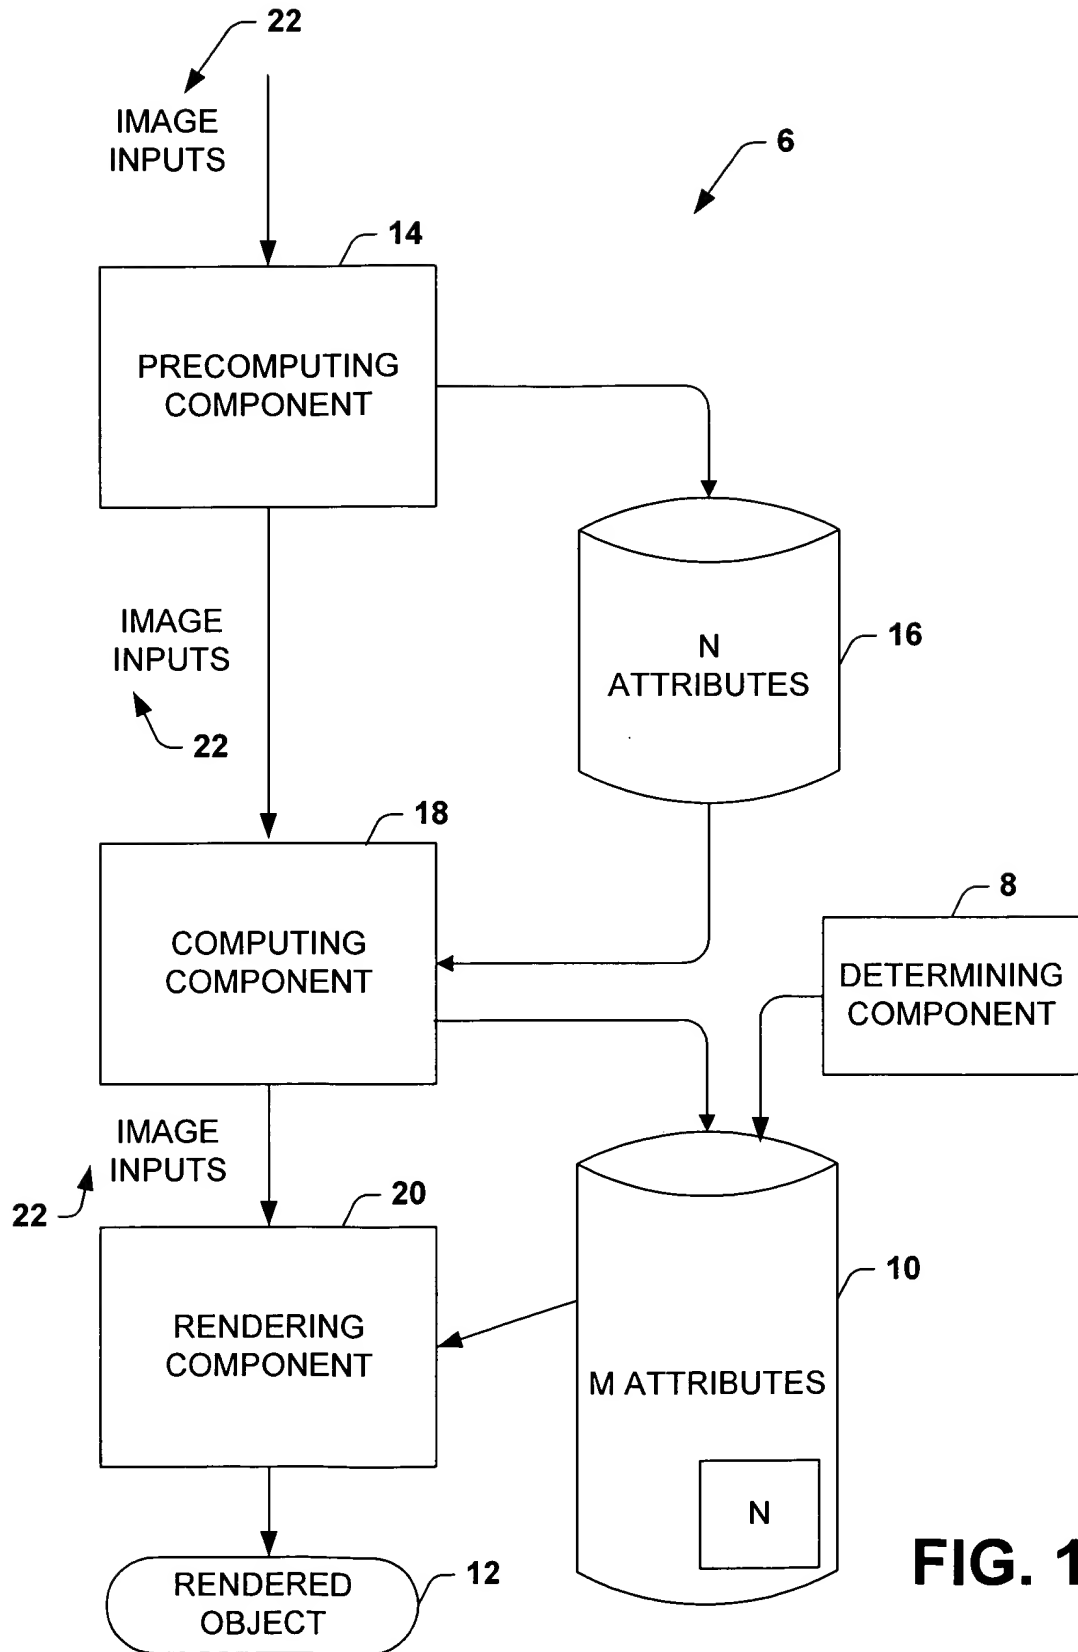 22
IMAGE
INPUTS
6
14
PRECOMPUTING
COMPONENT
IMAGE
INPUTS
22
N
ATTRIBUTES
16
18
COMPUTING
COMPONENT
8
DETERMINING
COMPONENT
IMAGE
INPUTS
22
20
RENDERING
COMPONENT
10
M ATTRIBUTES
N
FIG. 1
12
RENDERED
OBJECT